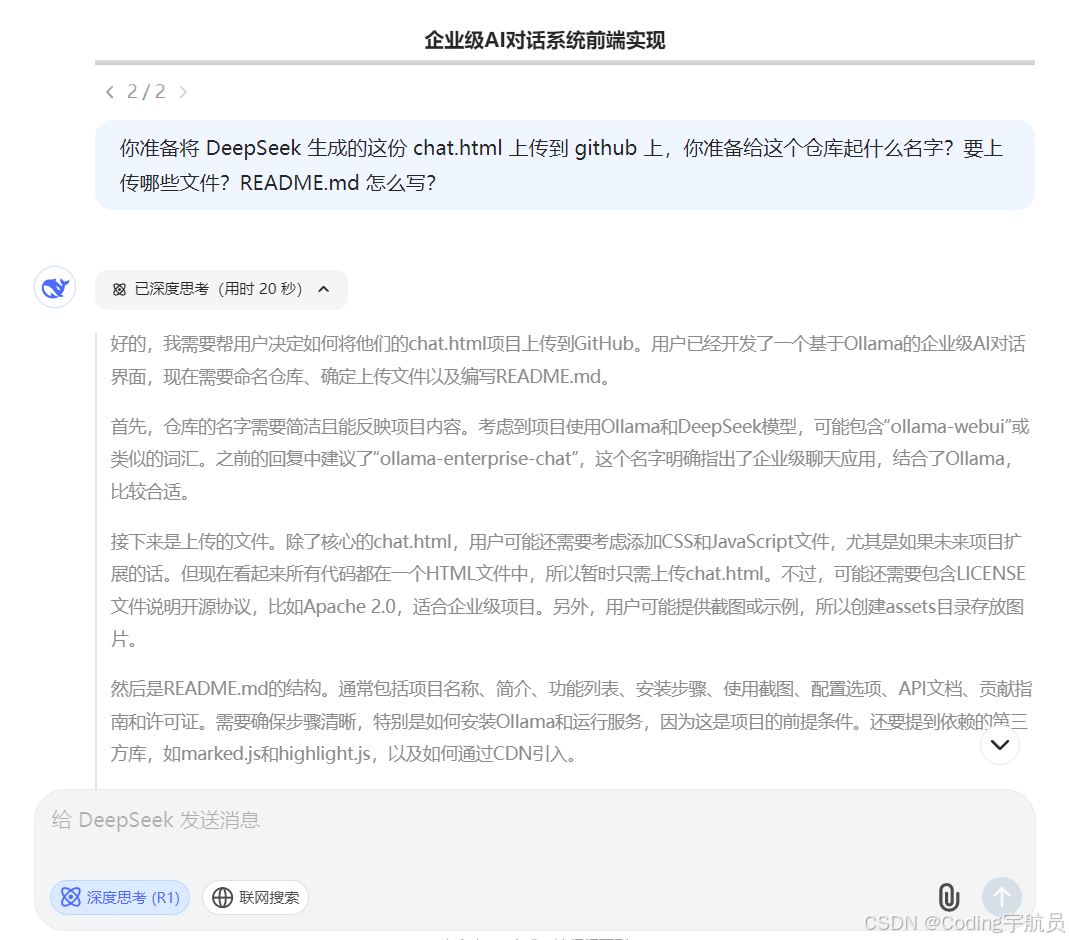 企业级AI对话系统前端实现
2 / 2
你准备将 DeepSeek 生成的这份 chat.html 上传到 github 上，你准备给这个仓库起什么名字？要上
传哪些文件？README.md 怎么写？
已深度思考（用时 20 秒）
好的，我需要帮用户决定如何将他们的chat.html项目上传到GitHub。用户已经开发了一个基于Ollama的企业级AI对话
界面，现在需要命名仓库、确定上传文件以及编写README.md。
首先，仓库的名字需要简洁且能反映项目内容。考虑到项目使用Ollama和DeepSeek模型，可能包含“ollama-webui”或
类似的词汇。之前的回复中建议了“ollama-enterprise-chat”，这个名字明确指出了企业级聊天应用，结合了Ollama，
比较合适。
接下来是上传的文件。除了核心的chat.html，用户可能还需要考虑添加CSS和JavaScript文件，尤其是如果未来项目扩
展的话。但现在看起来所有代码都在一个HTML文件中，所以暂时只需上传chat.html。不过，可能还需要包含LICENSE
文件说明开源协议，比如Apache 2.0，适合企业级项目。另外，用户可能提供截图或示例，所以创建assets目录存放图
片。
然后是README.md的结构。通常包括项目名称、简介、功能列表、安装步骤、使用截图、配置选项、API文档、贡献指
南和许可证。需要确保步骤清晰，特别是如何安装Ollama和运行服务，因为这是项目的前提条件。还要提到依赖的第三
方库，如marked.js和highlight.js，以及如何通过CDN引入。
给 DeepSeek 发送消息
深度思考 (R1)
联网搜索
CSDN @Coding宇航员